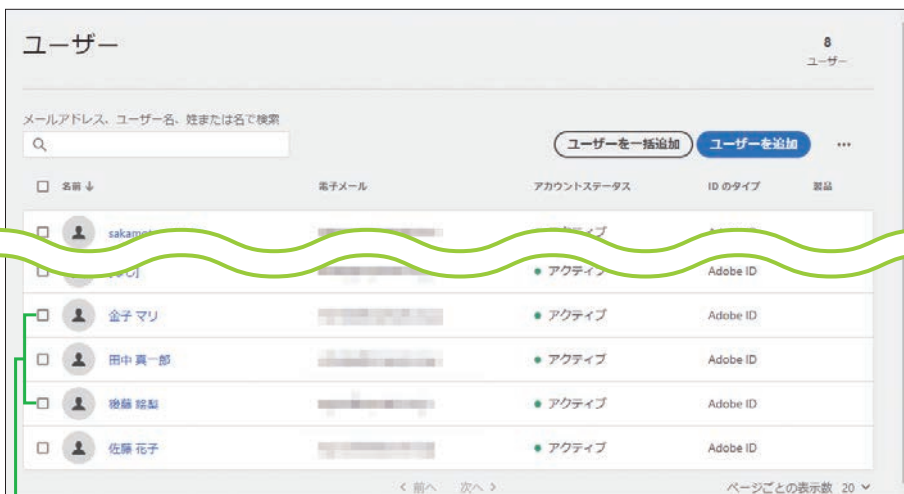 ユーザー
8
ユーザー
メールアドレス、ユーザー名、姓または名で検索
ユーザーを一括追加 ユーザーを追加 ...
名前 ↓ 電子メール アカウントステータス ID のタイプ 製品
アクティブ Adobe ID
金子 マリ アクティブ Adobe ID
田中 真一郎 アクティブ Adobe ID
後藤 絵梨 アクティブ Adobe ID
佐藤 花子 アクティブ Adobe ID
< 前へ 次へ > ページごとの表示数 20